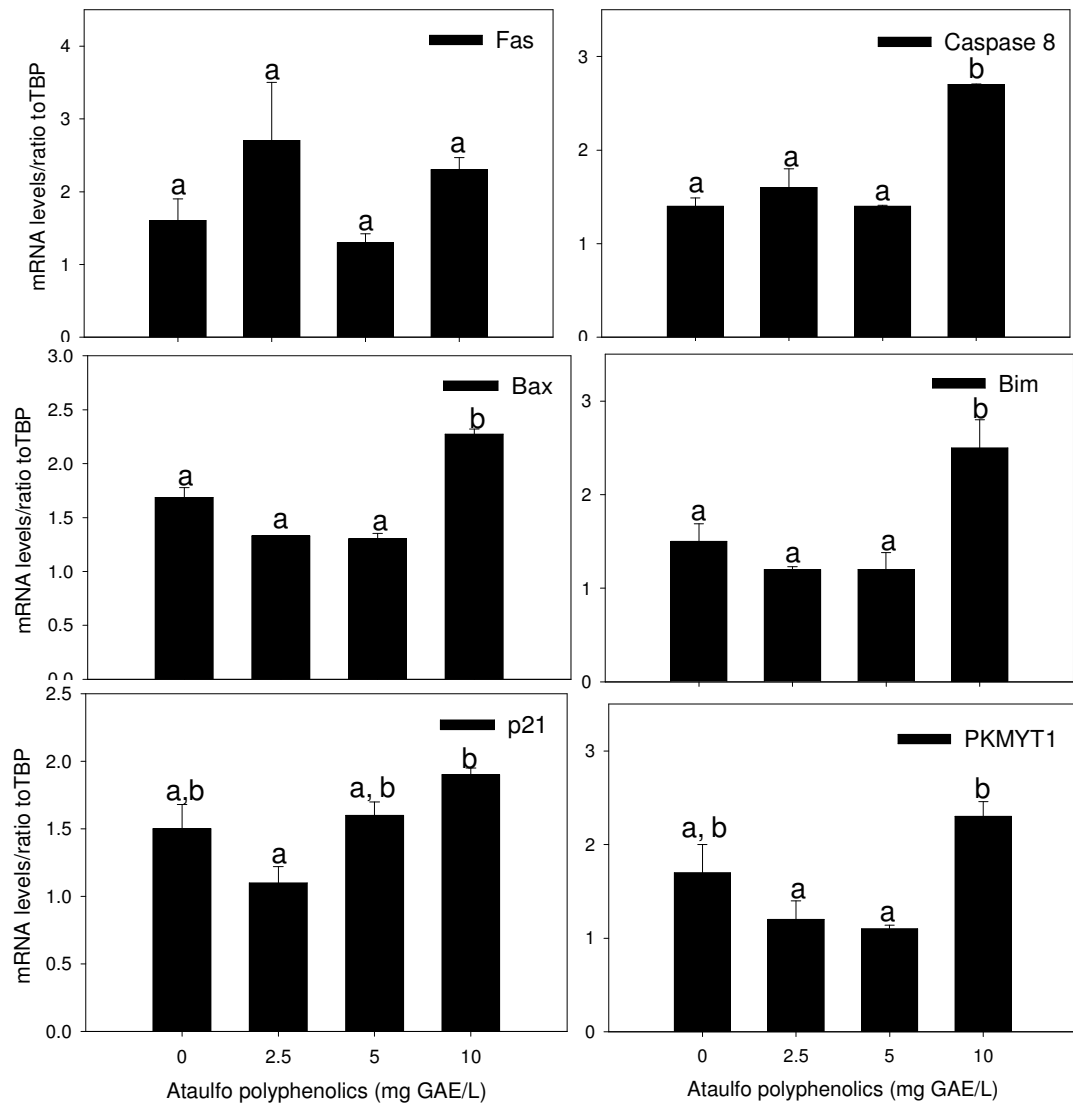 Fas
mRNA levels/ratio toTBP
4
3
2
1
0
a
a
a
a
Caspase 8
3
2
1
0
a
a
a
b
Bax
mRNA levels/ratio toTBP
3.0
2.5
2.0
1.5
1.0
0.5
0.0
a
a
a
b
Bim
3
2
1
0
a
a
a
b
p21
mRNA levels/ratio toTBP
2.5
2.0
1.5
1.0
0.5
0.0
a,b
a
a, b
b
0 2.5 5 10
Ataulfo polyphenolics (mg GAE/L)
PKMYT1
3
2
1
0
a, b
a
a
b
0 2.5 5 10
Ataulfo polyphenolics (mg GAE/L)